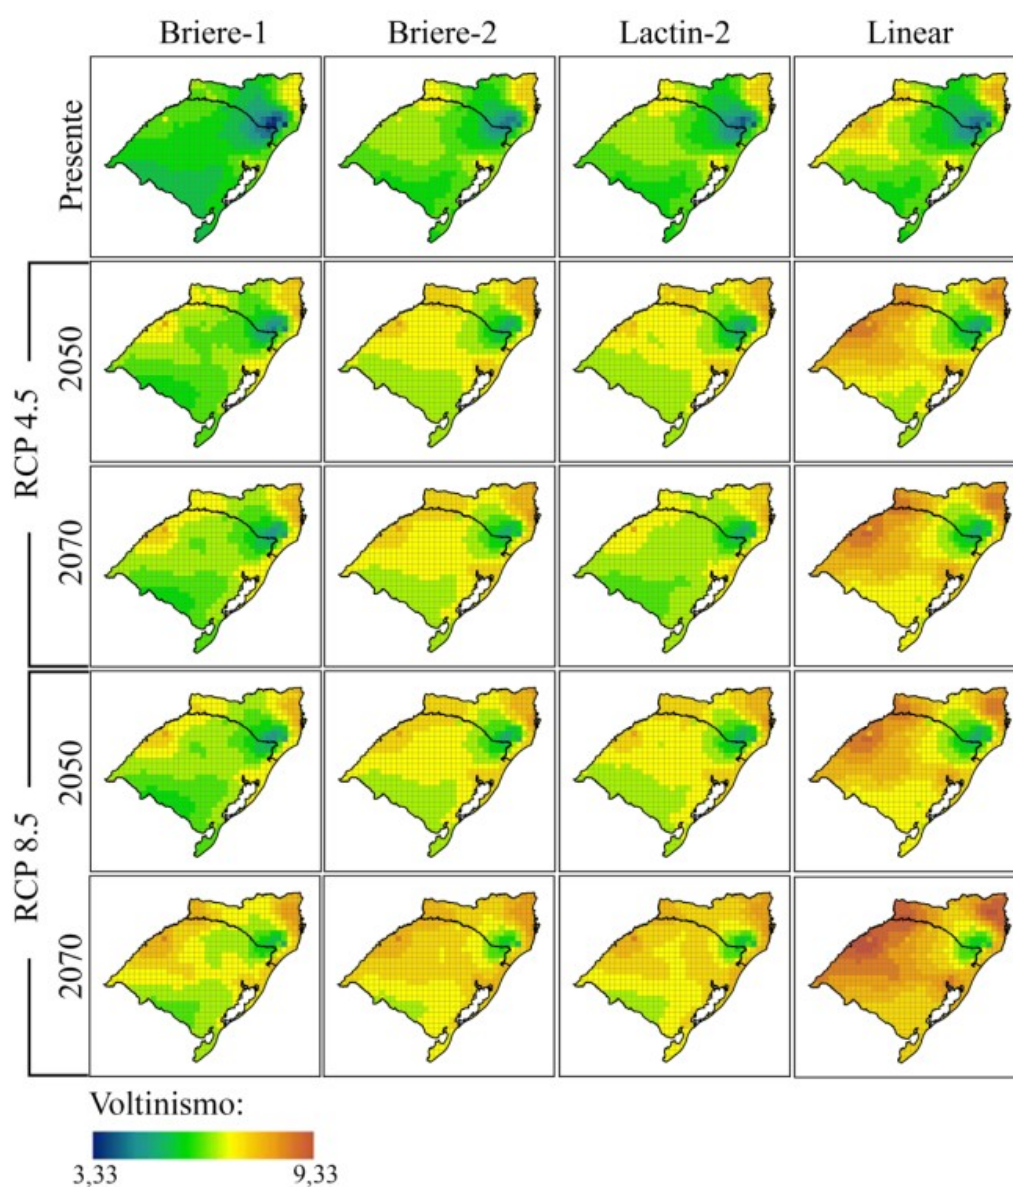 Briere-1 Briere-2 Lactin-2 Linear
Presente
RCP 4.5
2050
2070
RCP 8.5
2050
2070
Voltinismo:
3,33 9,33